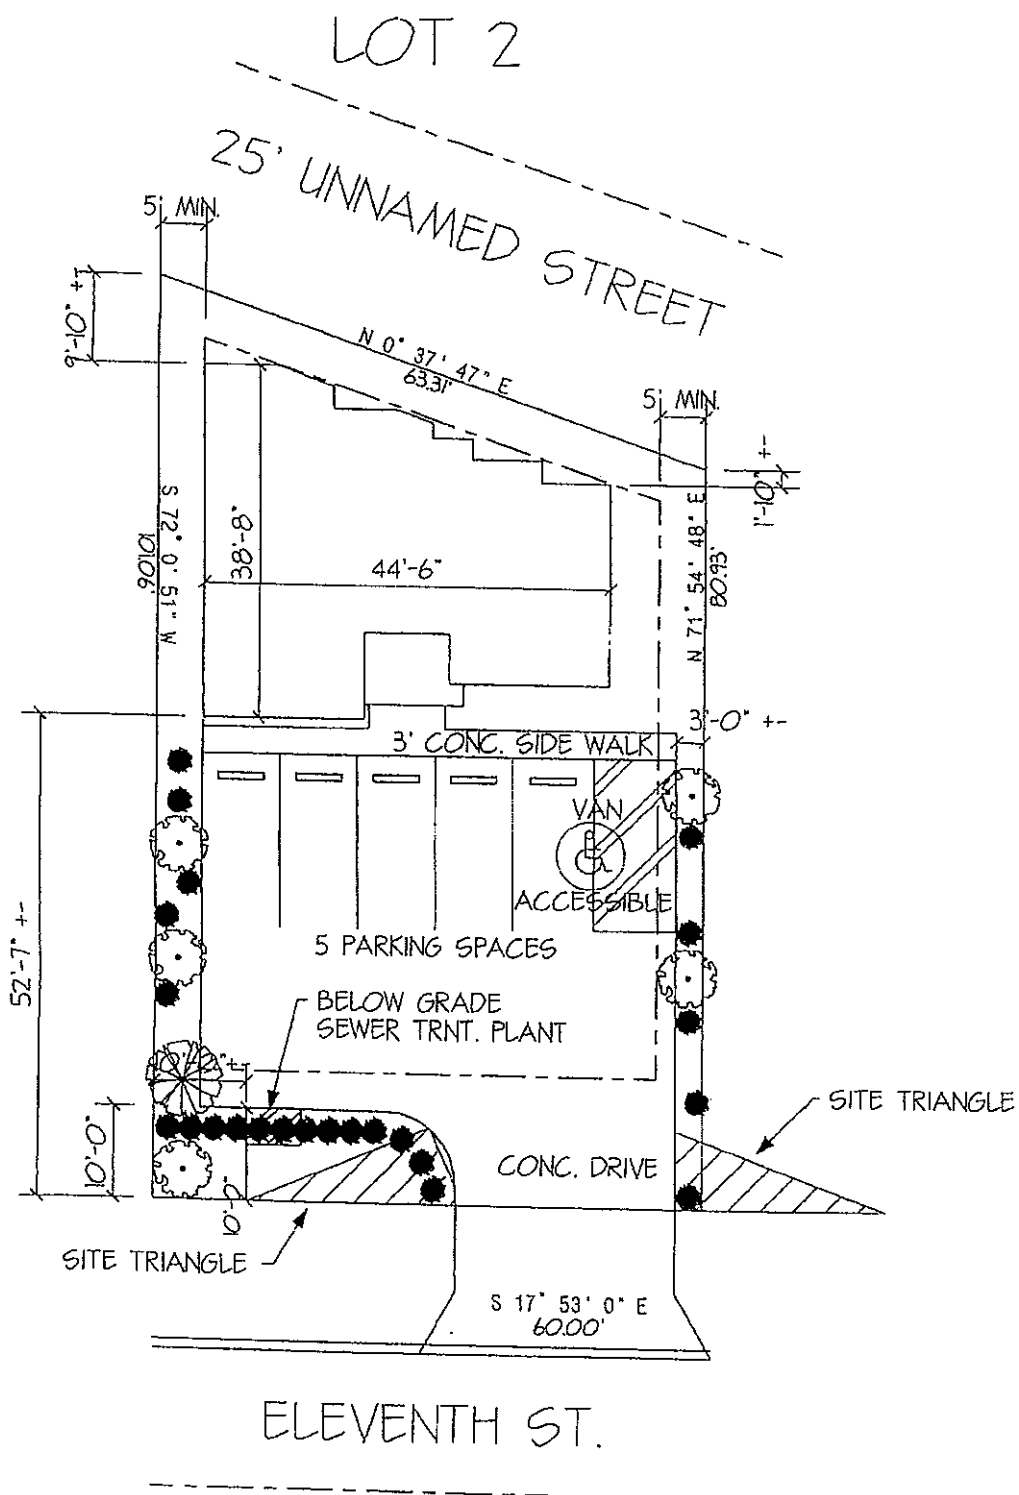 LOT 2
25' UNNAMED STREET
5' MIN.
9'-10" +-
N 0° 37' 47" E
63.31'
5' MIN.
1'-10" +-
S 72° 0' 51" W
101.06'
38'-8"
44'-6"
N 71° 54' 48" E
80.93'
3'-0" +-
3' CONC. SIDE WALK
VAN
ACCESSIBLE
52'-7" +-
5 PARKING SPACES
BELOW GRADE
SEWER TRNT. PLANT
SITE TRIANGLE
10'-0"
CONC. DRIVE
10'-0"
SITE TRIANGLE
S 17° 53' 0" E
60.00'
ELEVENTH ST.